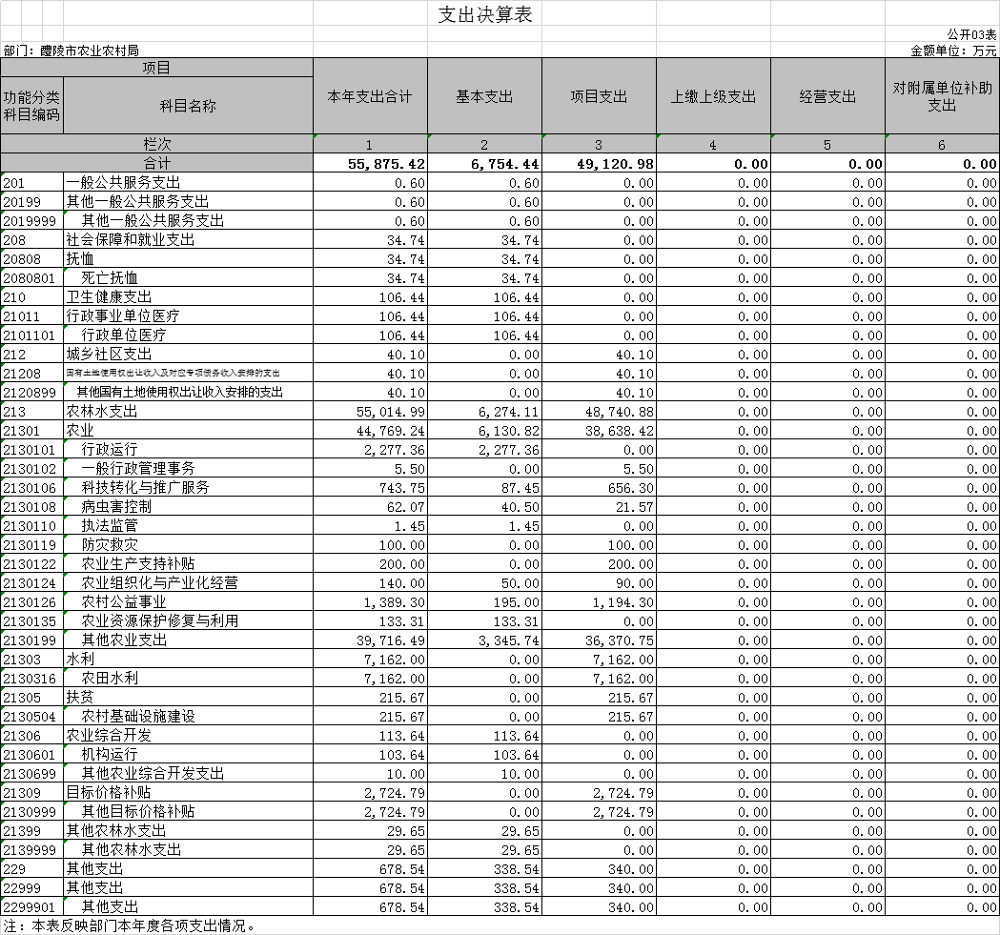 支出决算表
公开03表
部门：醴陵市农业农村局 金额单位：万元
项目 本年支出合计 基本支出 项目支出 上缴上级支出 经营支出 对附属单位补助支出
功能分类科目编码 科目名称
栏次 1 2 3 4 5 6
合计 55,875.42 6,754.44 49,120.98 0.00 0.00 0.00
201 一般公共服务支出 0.60 0.60 0.00 0.00 0.00 0.00
20199 其他一般公共服务支出 0.60 0.60 0.00 0.00 0.00 0.00
2019999 其他一般公共服务支出 0.60 0.60 0.00 0.00 0.00 0.00
208 社会保障和就业支出 34.74 34.74 0.00 0.00 0.00 0.00
20808 抚恤 34.74 34.74 0.00 0.00 0.00 0.00
2080801 死亡抚恤 34.74 34.74 0.00 0.00 0.00 0.00
210 卫生健康支出 106.44 106.44 0.00 0.00 0.00 0.00
21011 行政事业单位医疗 106.44 106.44 0.00 0.00 0.00 0.00
2101101 行政单位医疗 106.44 106.44 0.00 0.00 0.00 0.00
212 城乡社区支出 40.10 0.00 40.10 0.00 0.00 0.00
21208 国有土地使用权出让收入及对应专项债务收入安排的支出 40.10 0.00 40.10 0.00 0.00 0.00
2120899 其他国有土地使用权出让收入安排的支出 40.10 0.00 40.10 0.00 0.00 0.00
213 农林水支出 55,014.99 6,274.11 48,740.88 0.00 0.00 0.00
21301 农业 44,769.24 6,130.82 38,638.42 0.00 0.00 0.00
2130101 行政运行 2,277.36 2,277.36 0.00 0.00 0.00 0.00
2130102 一般行政管理事务 5.50 0.00 5.50 0.00 0.00 0.00
2130106 科技转化与推广服务 743.75 87.45 656.30 0.00 0.00 0.00
2130108 病虫害控制 62.07 40.50 21.57 0.00 0.00 0.00
2130110 执法监管 1.45 1.45 0.00 0.00 0.00 0.00
2130119 防灾救灾 100.00 0.00 100.00 0.00 0.00 0.00
2130122 农业生产支持补贴 200.00 0.00 200.00 0.00 0.00 0.00
2130124 农业组织化与产业化经营 140.00 50.00 90.00 0.00 0.00 0.00
2130126 农村公益事业 1,389.30 195.00 1,194.30 0.00 0.00 0.00
2130135 农业资源保护修复与利用 133.31 133.31 0.00 0.00 0.00 0.00
2130199 其他农业支出 39,716.49 3,345.74 36,370.75 0.00 0.00 0.00
21303 水利 7,162.00 0.00 7,162.00 0.00 0.00 0.00
2130316 农田水利 7,162.00 0.00 7,162.00 0.00 0.00 0.00
21305 扶贫 215.67 0.00 215.67 0.00 0.00 0.00
2130504 农村基础设施建设 215.67 0.00 215.67 0.00 0.00 0.00
21306 农业综合开发 113.64 113.64 0.00 0.00 0.00 0.00
2130601 机构运行 103.64 103.64 0.00 0.00 0.00 0.00
2130699 其他农业综合开发支出 10.00 10.00 0.00 0.00 0.00 0.00
21309 目标价格补贴 2,724.79 0.00 2,724.79 0.00 0.00 0.00
2130999 其他目标价格补贴 2,724.79 0.00 2,724.79 0.00 0.00 0.00
21399 其他农林水支出 29.65 29.65 0.00 0.00 0.00 0.00
2139999 其他农林水支出 29.65 29.65 0.00 0.00 0.00 0.00
229 其他支出 678.54 338.54 340.00 0.00 0.00 0.00
22999 其他支出 678.54 338.54 340.00 0.00 0.00 0.00
2299901 其他支出 678.54 338.54 340.00 0.00 0.00 0.00
注：本表反映部门本年度各项支出情况。